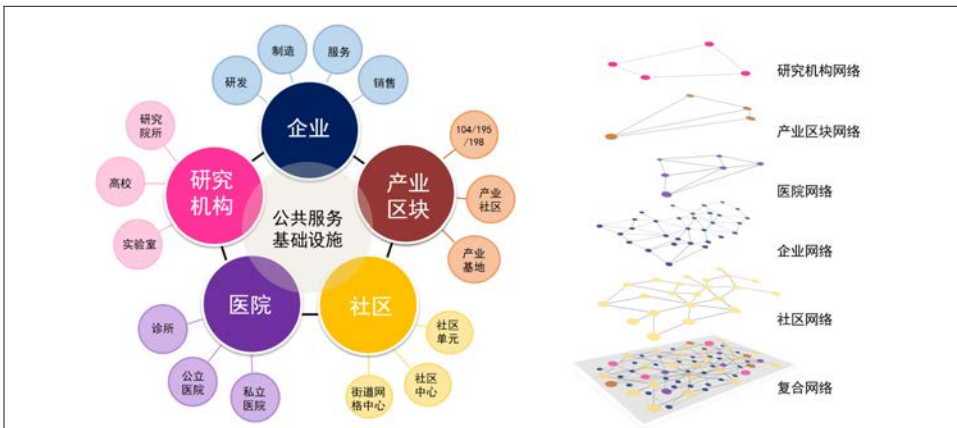 制造
服务
研发
销售
企业
研究
院所
高校
实验室
研究
机构
104/195
/198
产业
社区
产业
基地
产业
区块
公共服务
基础设施
医院
诊所
公立
医院
私立
医院
社区
社区
单元
社区
中心
街道网
格中心
研究机构网络
产业区块网络
医院网络
企业网络
社区网络
复合网络